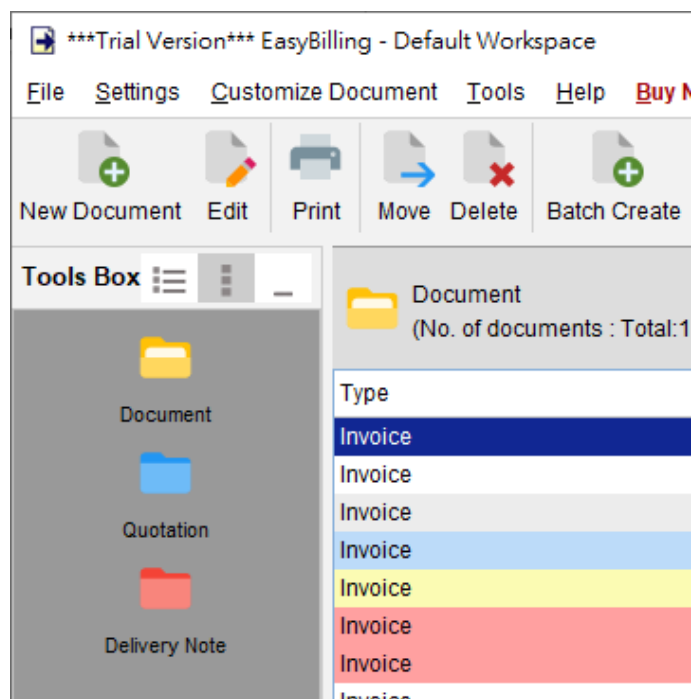 ***Trial Version*** EasyBilling - Default Workspace
File Settings Customize Document Tools Help Buy
New Document Edit Print Move Delete Batch Create
Tools Box
Document
(No. of documents : Total:1
Type
Invoice
Invoice
Invoice
Invoice
Invoice
Invoice
Invoice
Document
Quotation
Delivery Note